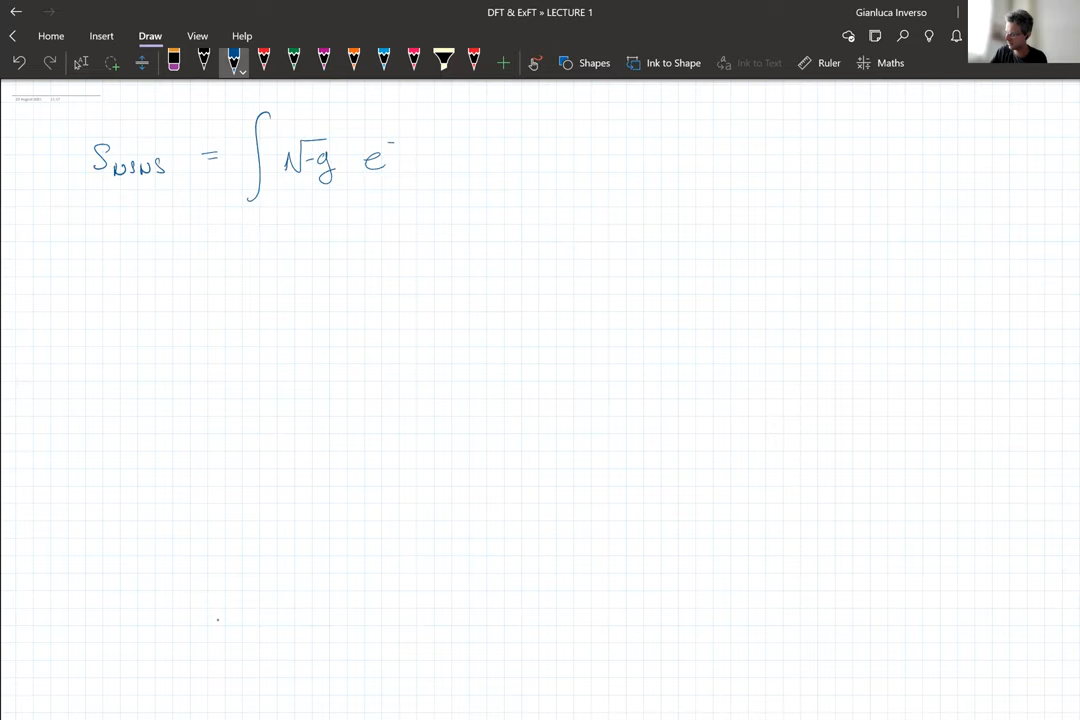 DFT & ExFT » LECTURE 1
Gianluca Inverso
Home Insert Draw View Help
Shapes Ink to Shape Ink to Text Ruler Maths
S_NSNS = ∫ √-g e^-